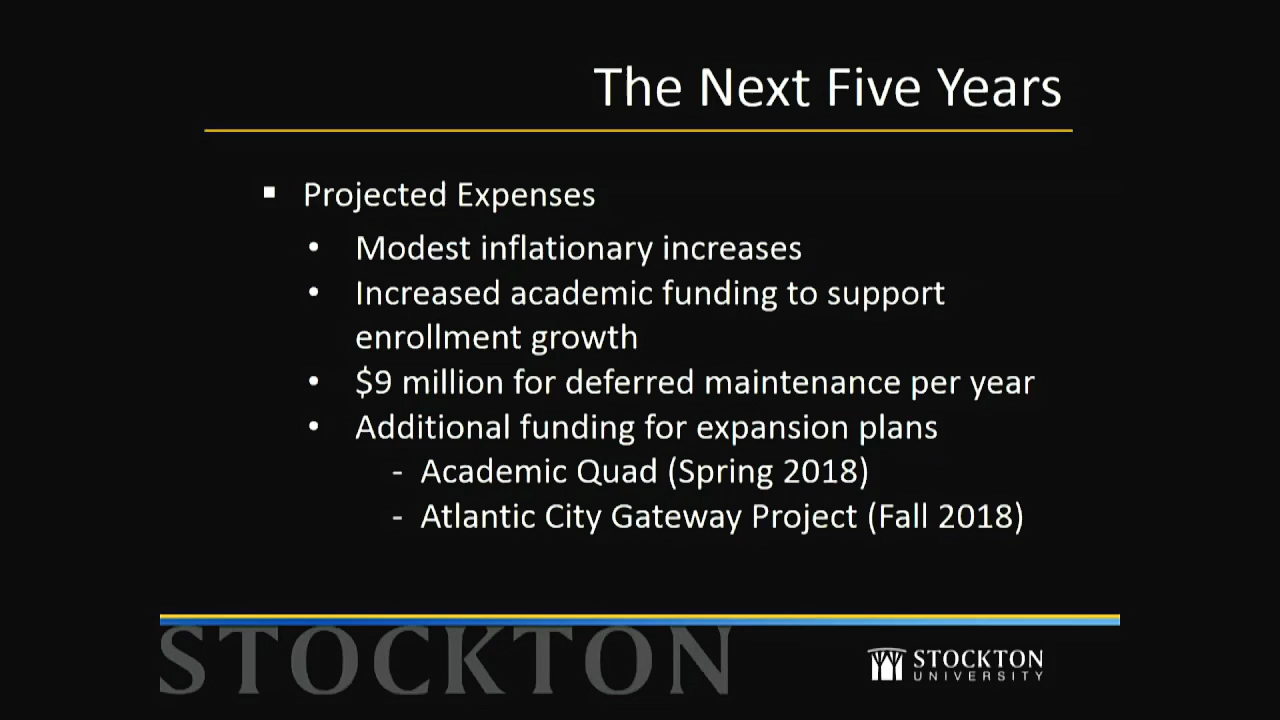 The Next Five Years
▪ Projected Expenses
• Modest inflationary increases
• Increased academic funding to support
enrollment growth
• $9 million for deferred maintenance per year
• Additional funding for expansion plans
- Academic Quad (Spring 2018)
- Atlantic City Gateway Project (Fall 2018)
STOCKTON
STOCKTON
UNIVERSITY